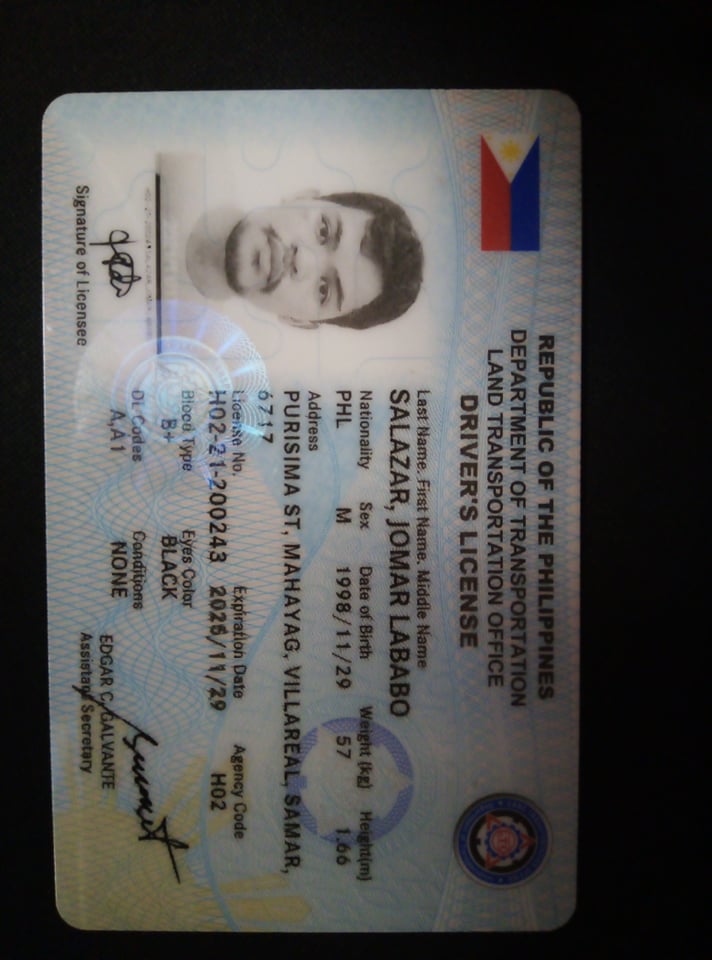 REPUBLIC OF THE PHILIPPINES
DEPARTMENT OF TRANSPORTATION
LAND TRANSPORTATION OFFICE
DRIVER'S LICENSE
Last Name, First Name, Middle Name
SALAZAR, JOMAR LABABO
Nationality Sex Date of Birth Weight (kg) Height(m)
PHL M 1998/11/29 57 1.66
Address
PURISIMA ST, MAHAYAG, VILLAREAL, SAMAR,
6717
License No. Expiration Date Agency Code
H02-21-200243 2026/11/29 H02
Blood Type Eyes Color
B+ BLACK
DL Codes Conditions
A,A1 NONE
Signature of Licensee
EDGAR C. GALVANTE
Assistant Secretary